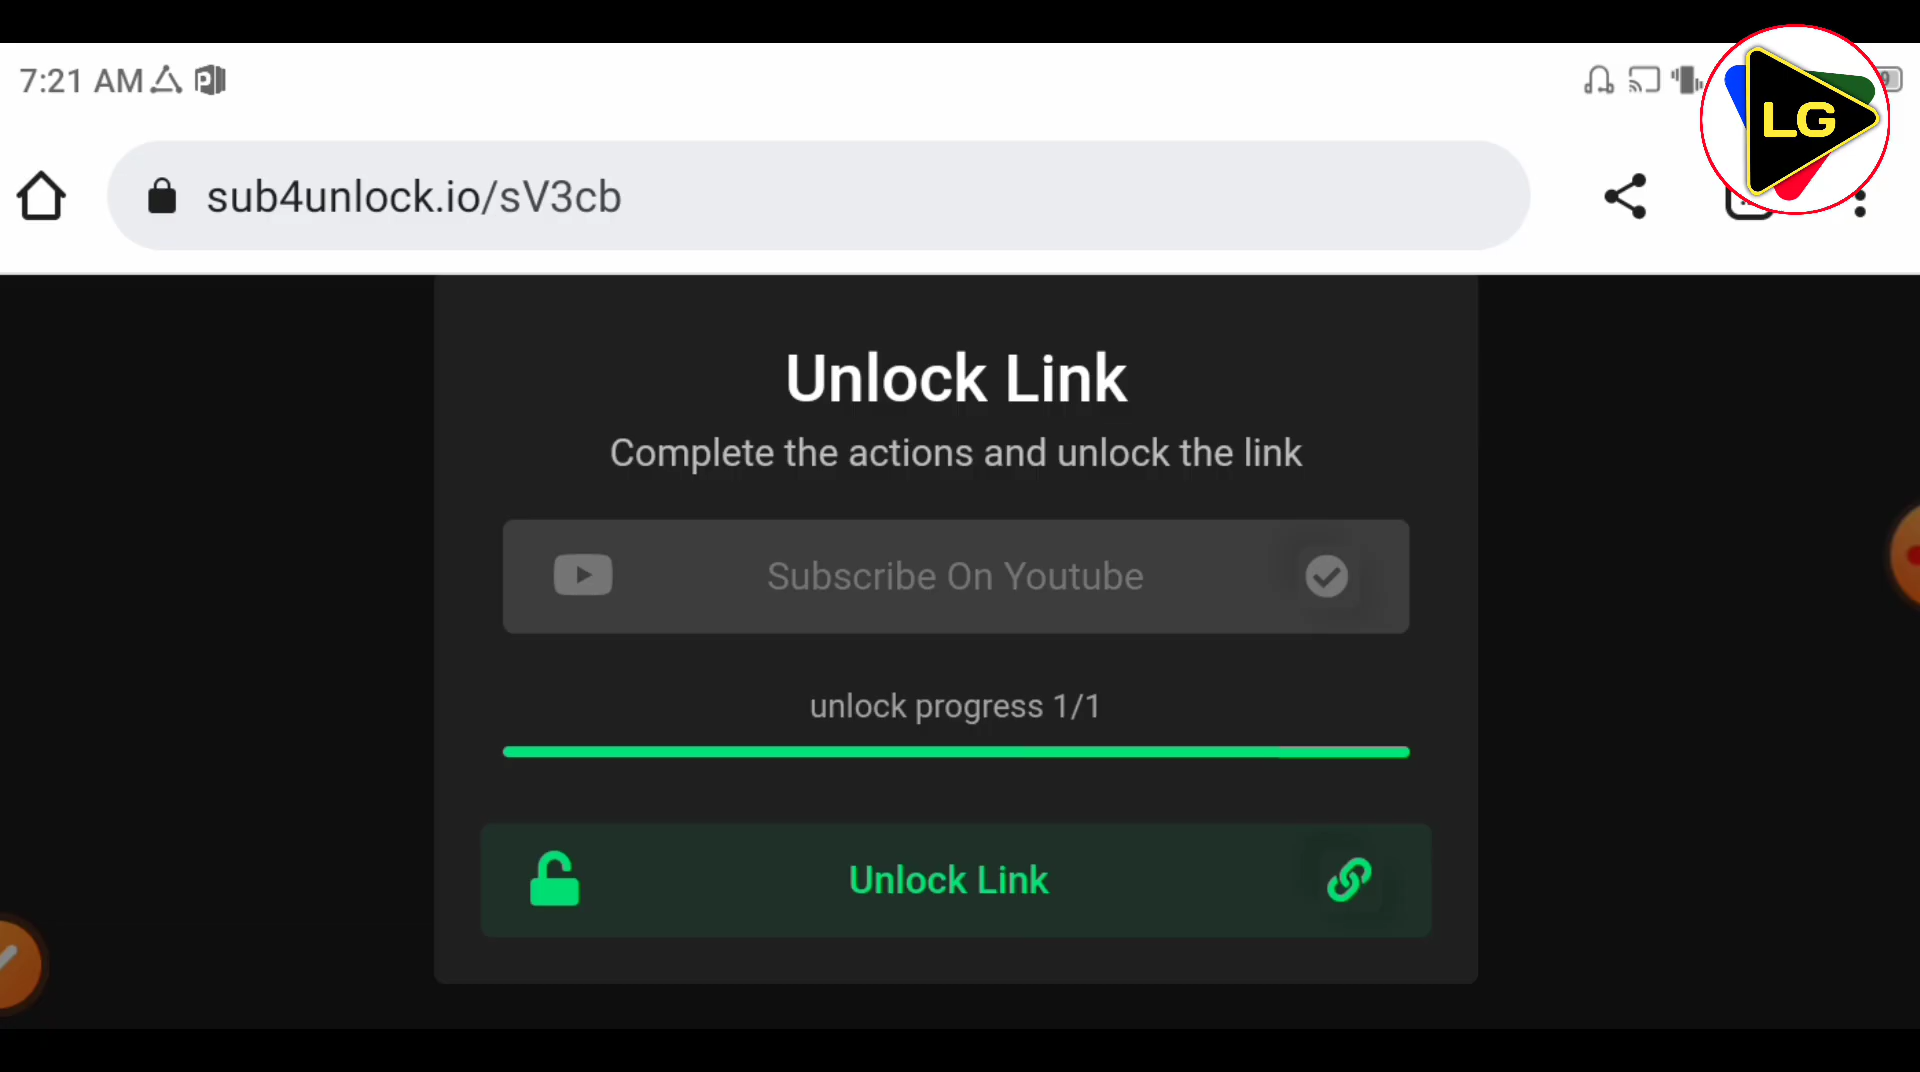 7:21 AM
LG
sub4unlock.io/sV3cb
Unlock Link
Complete the actions and unlock the link
Subscribe On Youtube
unlock progress 1/1
Unlock Link